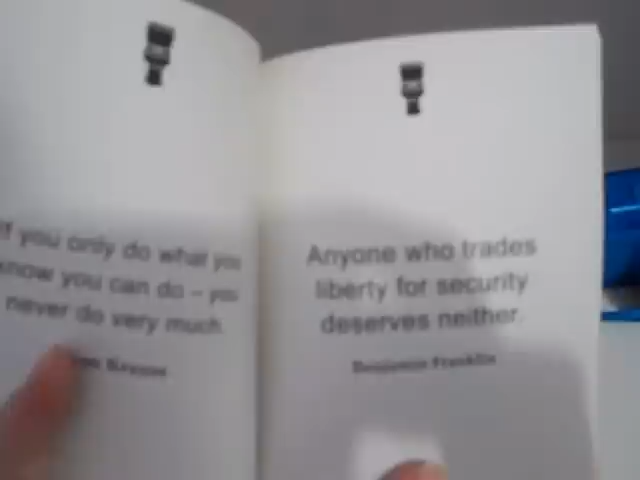 If you only do what you
know you can do – you
never do very much.
Anyone who trades
liberty for security
deserves neither.
Benjamin Franklin